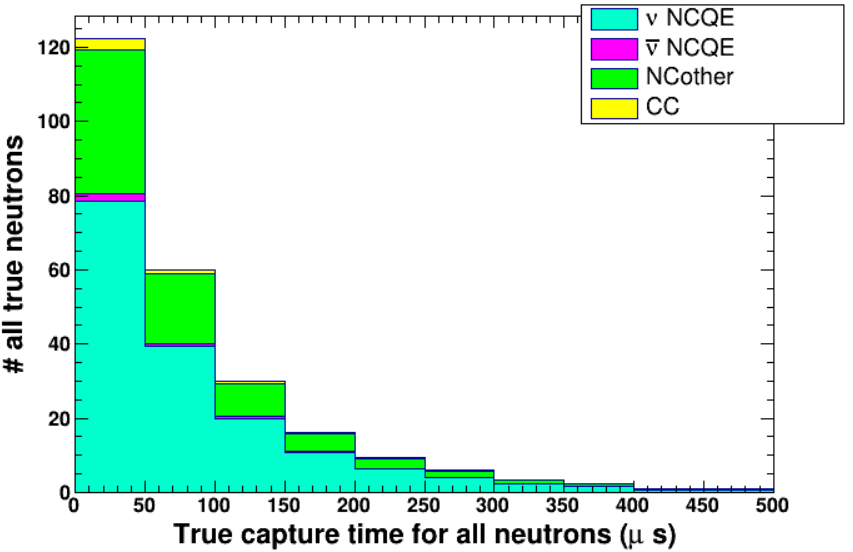 ν NCQE
ν̅ NCQE
NCother
CC
# all true neutrons
120
100
80
60
40
20
0
0 50 100 150 200 250 300 350 400 450 500
True capture time for all neutrons (μ s)